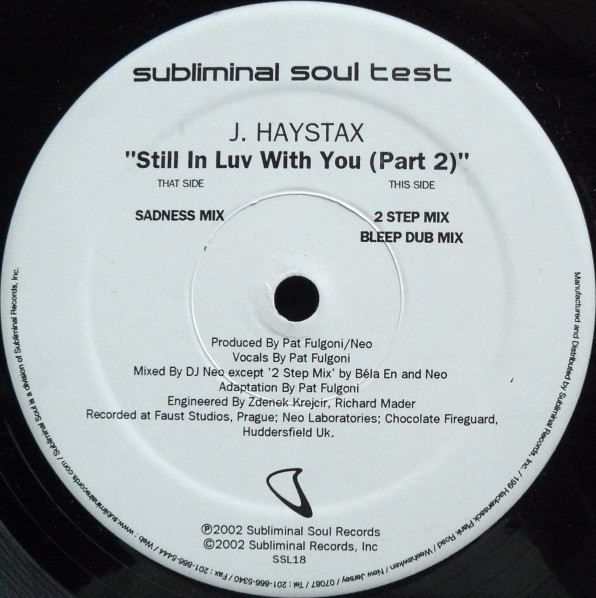 subliminal soul test
J. HAYSTAX
"Still In Luv With You (Part 2)"
THAT SIDE THIS SIDE
SADNESS MIX 2 STEP MIX
BLEEP DUB MIX
Produced By Pat Fulgoni/Neo
Vocals By Pat Fulgoni
Mixed By DJ Neo except '2 Step Mix' by Béla En and Neo
Adaptation By Pat Fulgoni
Engineered By Zdenek Krejcir, Richard Mader
Recorded at Faust Studios, Prague; Neo Laboratories; Chocolate Fireguard,
Huddersfield Uk.
℗2002 Subliminal Soul Records
©2002 Subliminal Records, Inc
SSL18
Manufactured and Distributed by Subliminal Records, Inc. / 199 Hackensack Plank Road / Weehawken / New Jersey / 07087 / Tel : 201-866-5340 / Fax : 201-866-5444 / Web : www.subliminalrecords.com / Subliminal Soul is a division of Subliminal Records, Inc.